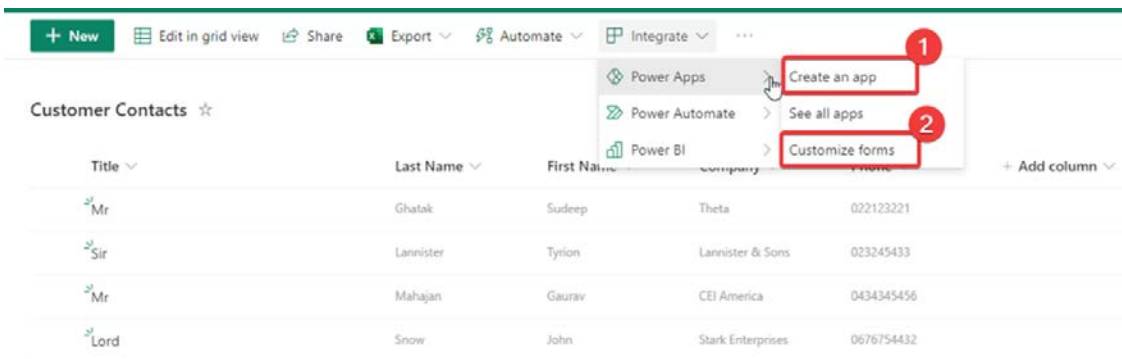 + New Edit in grid view Share Export Automate Integrate ...
1
Power Apps Create an app
Customer Contacts
Power Automate See all apps
2
Power BI Customize forms
Title Last Name First Name Company Phone + Add column
Mr Ghatak Sudeep Theta 022123221
Sir Lannister Tyrion Lannister & Sons 023245433
Mr Mahajan Gaurav CEI America 0434345456
Lord Snow John Stark Enterprises 0676754432